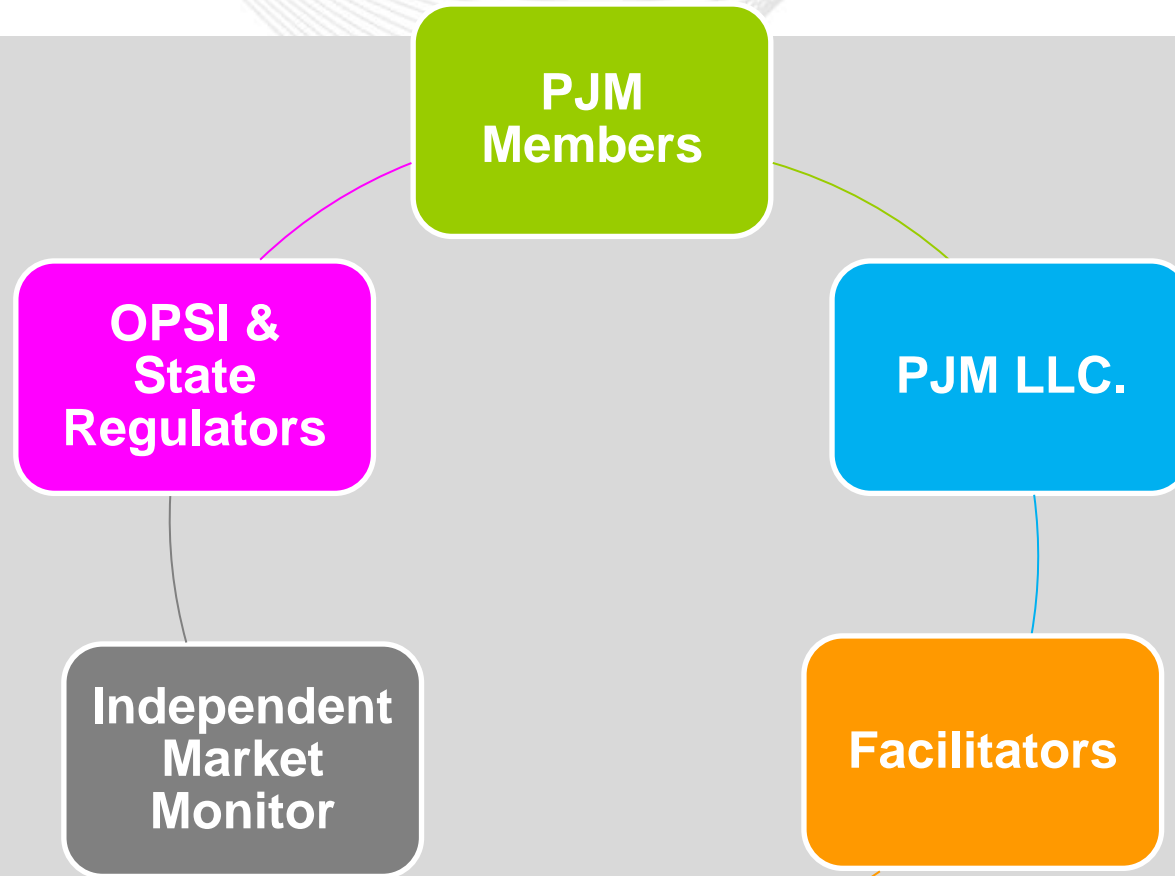 PJM
Members
OPSI &
State
Regulators
PJM LLC.
Independent
Market
Monitor
Facilitators